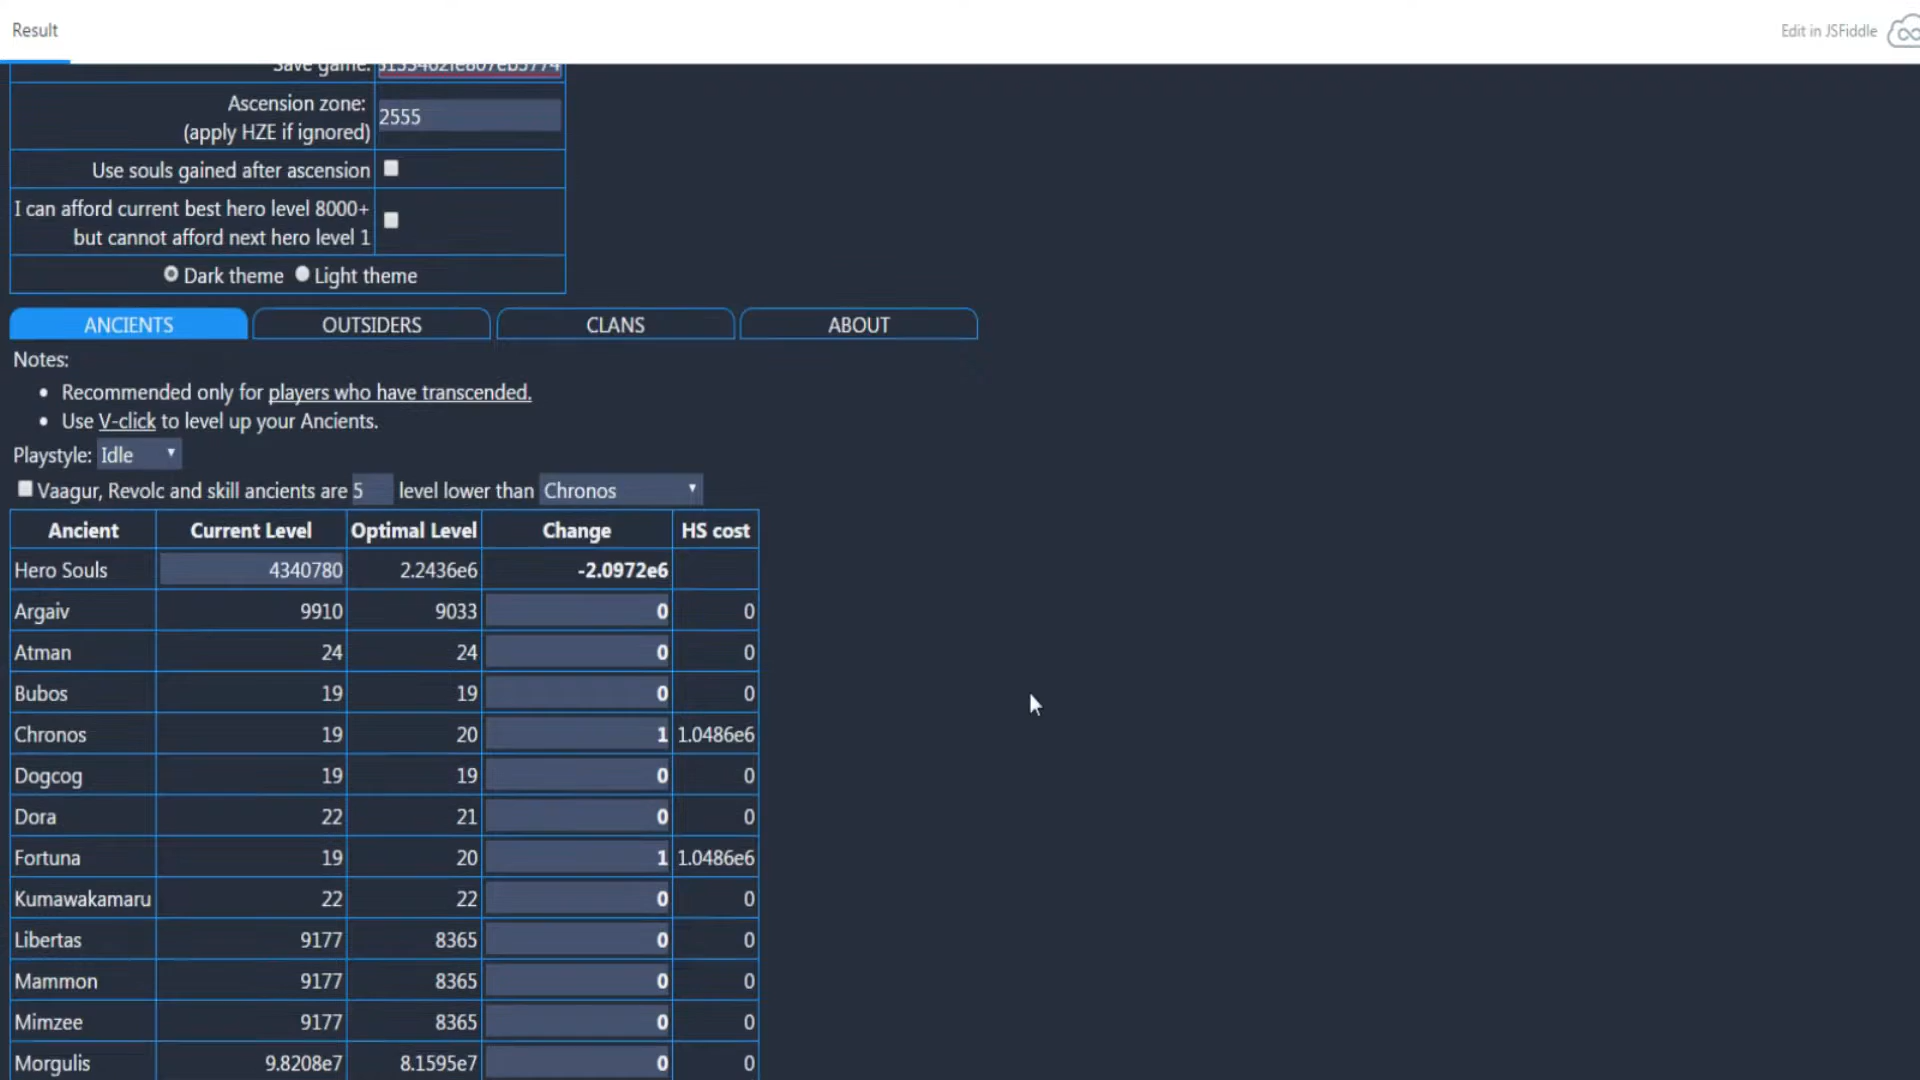 Result
Edit in JSFiddle
Save game:
Ascension zone:
(apply HZE if ignored)
2555
Use souls gained after ascension
I can afford current best hero level 8000+
but cannot afford next hero level 1
Dark theme Light theme
ANCIENTS OUTSIDERS CLANS ABOUT
Notes:
Recommended only for players who have transcended.
Use V-click to level up your Ancients.
Playstyle: Idle
Vaagur, Revolc and skill ancients are 5 level lower than Chronos
Ancient Current Level Optimal Level Change HS cost
Hero Souls 4340780 2.2436e6 -2.0972e6
Argaiv 9910 9033 0 0
Atman 24 24 0 0
Bubos 19 19 0 0
Chronos 19 20 1 1.0486e6
Dogcog 19 19 0 0
Dora 22 21 0 0
Fortuna 19 20 1 1.0486e6
Kumawakamaru 22 22 0 0
Libertas 9177 8365 0 0
Mammon 9177 8365 0 0
Mimzee 9177 8365 0 0
Morgulis 9.8208e7 8.1595e7 0 0